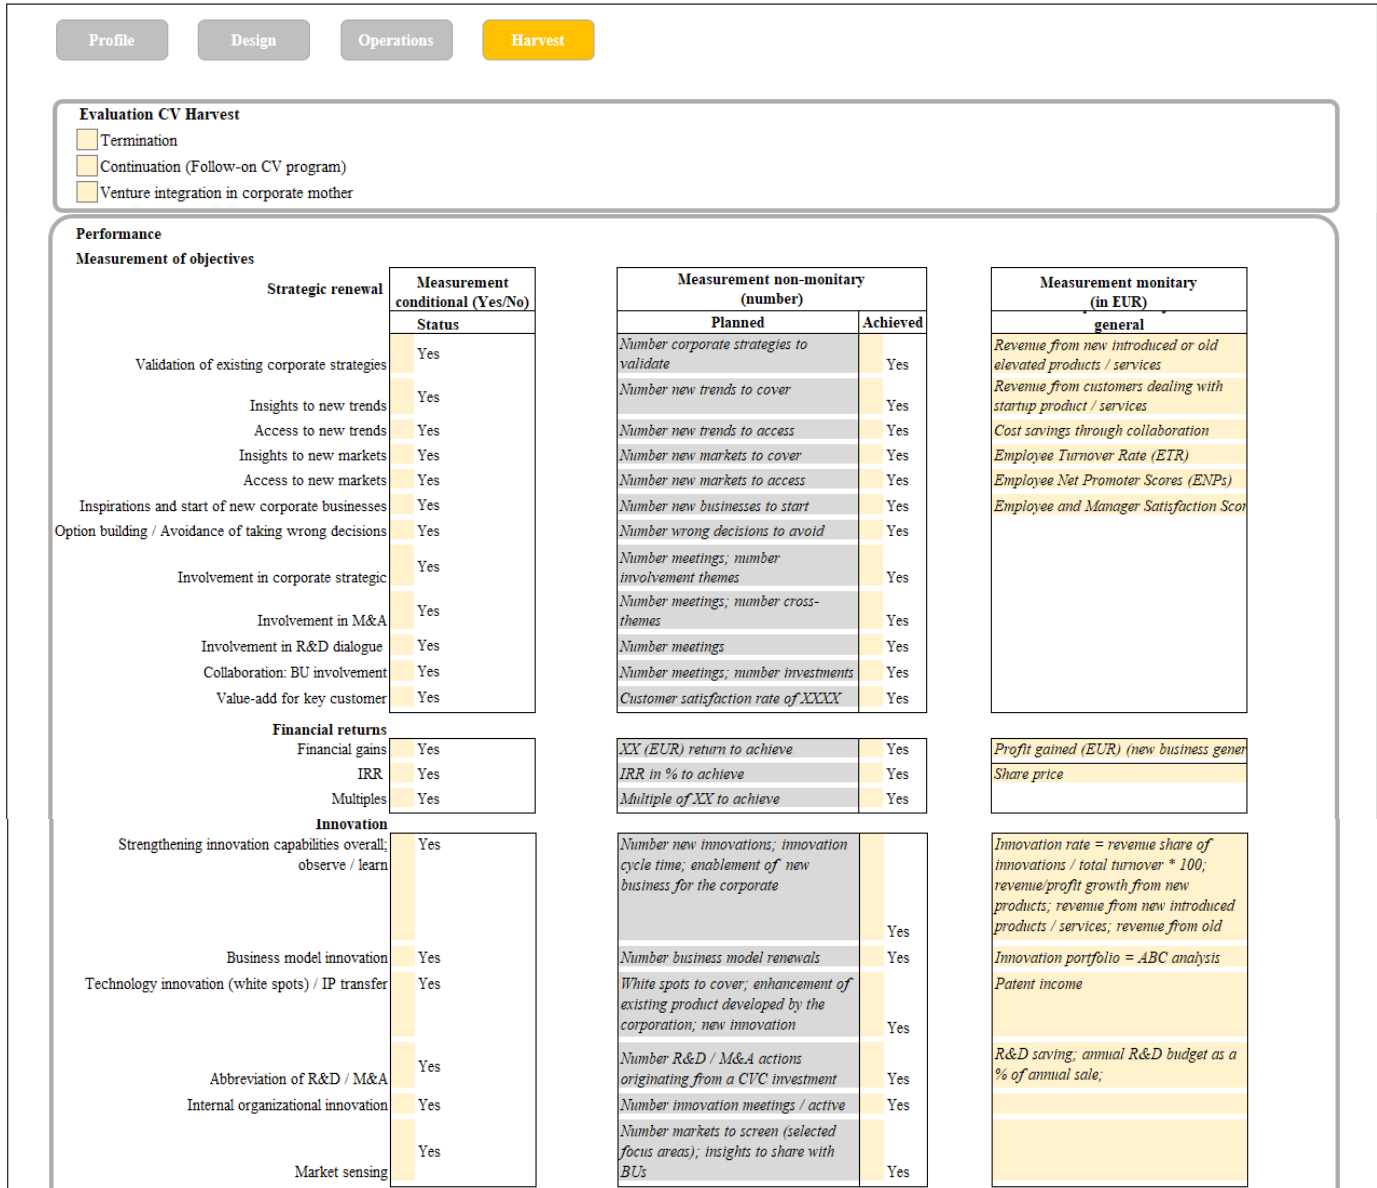 Profile
Design
Operations
Harvest
Evaluation CV Harvest
Termination
Continuation (Follow-on CV program)
Venture integration in corporate mother
Performance
Measurement of objectives
Strategic renewal
Measurement
conditional (Yes/No)
Measurement non-monitary
(number)
Measurement monitary
(in EUR)
Status
Planned
Achieved
general
Validation of existing corporate strategies
Yes
Number corporate strategies to
validate
Yes
Revenue from new introduced or old
elevated products / services
Insights to new trends
Yes
Number new trends to cover
Yes
Revenue from customers dealing with
startup product / services
Access to new trends
Yes
Number new trends to access
Yes
Cost savings through collaboration
Insights to new markets
Yes
Number new markets to cover
Yes
Employee Turnover Rate (ETR)
Access to new markets
Yes
Number new markets to access
Yes
Employee Net Promoter Scores (ENPs)
Inspirations and start of new corporate businesses
Yes
Number new businesses to start
Yes
Employee and Manager Satisfaction Scor
Option building / Avoidance of taking wrong decisions
Yes
Number wrong decisions to avoid
Yes
Involvement in corporate strategic
Yes
Number meetings; number
involvement themes
Yes
Involvement in M&A
Yes
Number meetings; number cross-
themes
Yes
Involvement in R&D dialogue
Yes
Number meetings
Yes
Collaboration: BU involvement
Yes
Number meetings; number investments
Yes
Value-add for key customer
Yes
Customer satisfaction rate of XXXX
Yes
Financial returns
Financial gains
Yes
XX (EUR) return to achieve
Yes
Profit gained (EUR) (new business gener
IRR
Yes
IRR in % to achieve
Yes
Share price
Multiples
Yes
Multiple of XX to achieve
Yes
Innovation
Strengthening innovation capabilities overall;
observe / learn
Yes
Number new innovations; innovation
cycle time; enablement of new
business for the corporate
Yes
Innovation rate = revenue share of
innovations / total turnover * 100;
revenue/profit growth from new
products; revenue from new introduced
products / services; revenue from old
Business model innovation
Yes
Number business model renewals
Yes
Innovation portfolio = ABC analysis
Technology innovation (white spots) / IP transfer
Yes
White spots to cover; enhancement of
existing product developed by the
corporation; new innovation
Yes
Patent income
Abbreviation of R&D / M&A
Yes
Number R&D / M&A actions
originating from a CVC investment
Yes
R&D saving; annual R&D budget as a
% of annual sale;
Internal organizational innovation
Yes
Number innovation meetings / active
Yes
Market sensing
Yes
Number markets to screen (selected
focus areas); insights to share with
BUs
Yes